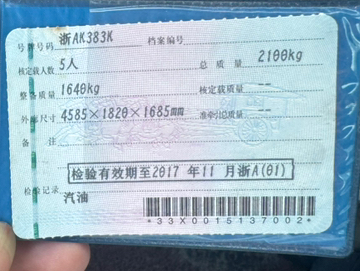 号牌号码 浙AK383K 档案编号
核定载人数 5人 总质量 2100kg
整备质量 1640kg 核定载质量 --
外廓尺寸 4585×1820×1685 准牵引总质量 --
备注
检验有效期至2017 年11 月浙A(01)
检验记录
汽油
*33X0015137002*